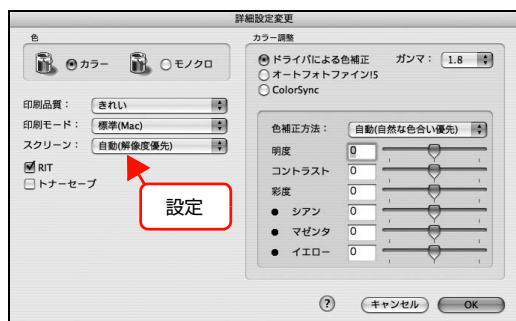 詳細設定変更
色
カラー
モノクロ
印刷品質： きれい
印刷モード： 標準(Mac)
スクリーン： 自動(解像度優先)
RIT
トナーセーブ
設定
カラー調整
ドライバによる色補正 ガンマ： 1.8
オートフォトファイン!5
ColorSync
色補正方法： 自動(自然な色合い優先)
明度 0
コントラスト 0
彩度 0
● シアン 0
● マゼンタ 0
● イエロー 0
? キャンセル OK